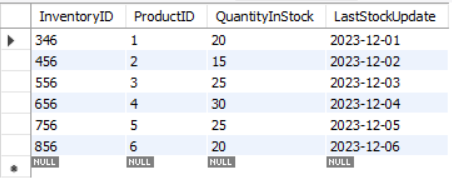 InventoryID ProductID QuantityInStock LastStockUpdate
346 1 20 2023-12-01
456 2 15 2023-12-02
556 3 25 2023-12-03
656 4 30 2023-12-04
756 5 25 2023-12-05
856 6 20 2023-12-06
NULL NULL NULL NULL